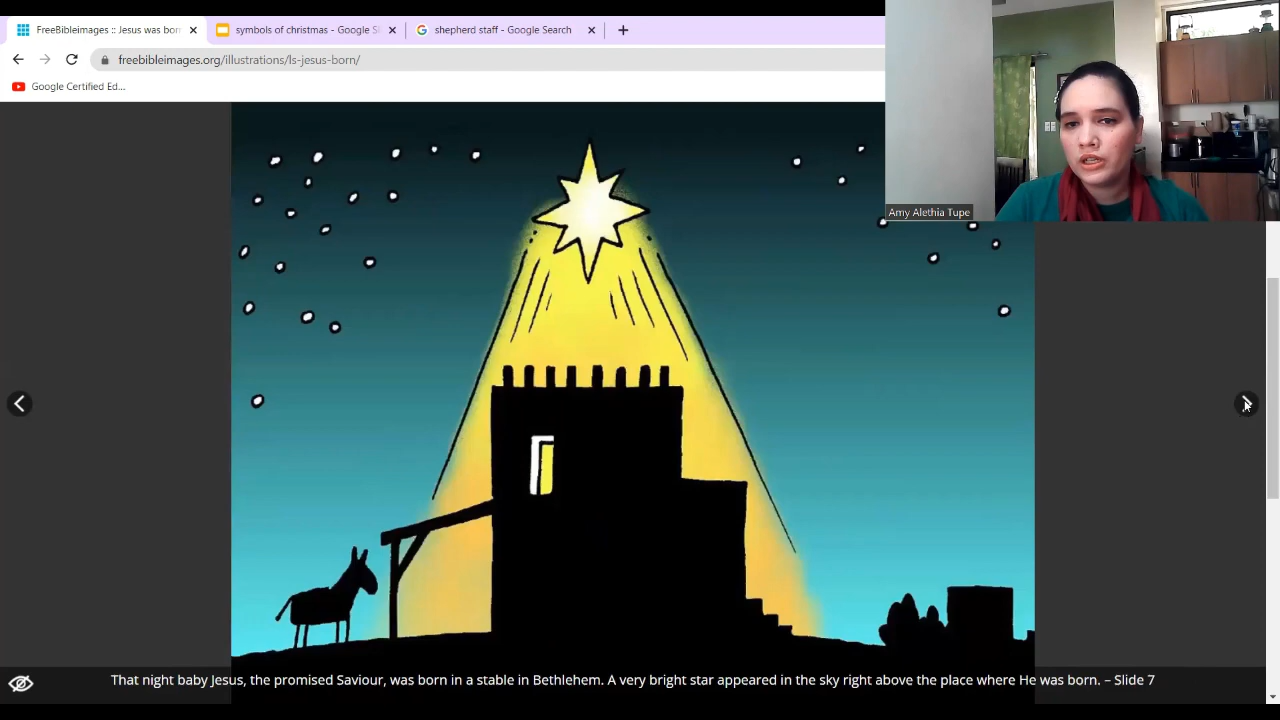 FreeBibleimages :: Jesus was born
symbols of christmas - Google Sl
shepherd staff - Google Search
freebibleimages.org/illustrations/ls-jesus-born/
Google Certified Ed...
Amy Alethia Tupe
That night baby Jesus, the promised Saviour, was born in a stable in Bethlehem. A very bright star appeared in the sky right above the place where He was born. – Slide 7